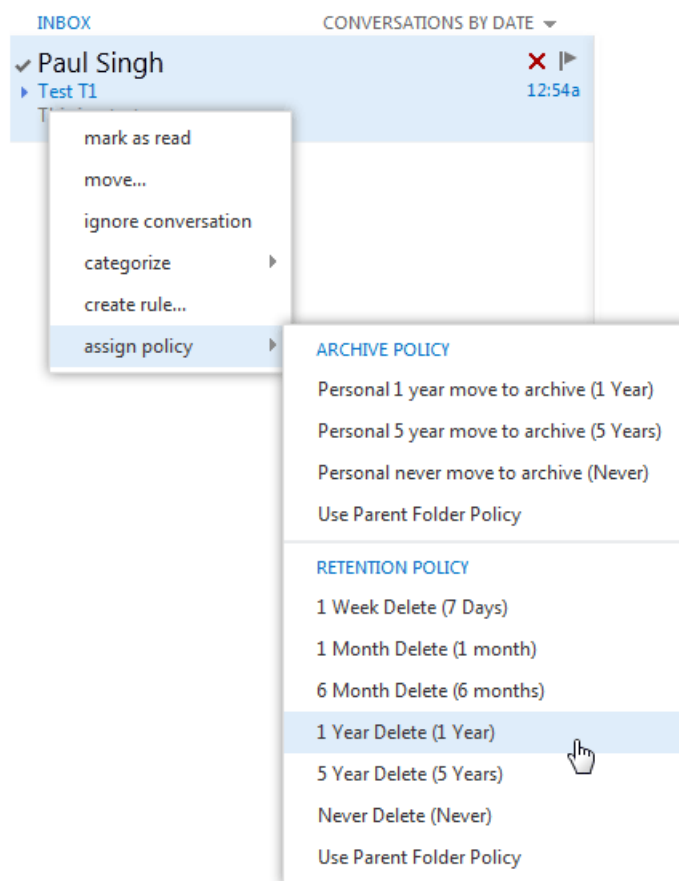 INBOX CONVERSATIONS BY DATE
Paul Singh
Test T1 12:54a
mark as read
move...
ignore conversation
categorize
create rule...
assign policy
ARCHIVE POLICY
Personal 1 year move to archive (1 Year)
Personal 5 year move to archive (5 Years)
Personal never move to archive (Never)
Use Parent Folder Policy
RETENTION POLICY
1 Week Delete (7 Days)
1 Month Delete (1 month)
6 Month Delete (6 months)
1 Year Delete (1 Year)
5 Year Delete (5 Years)
Never Delete (Never)
Use Parent Folder Policy